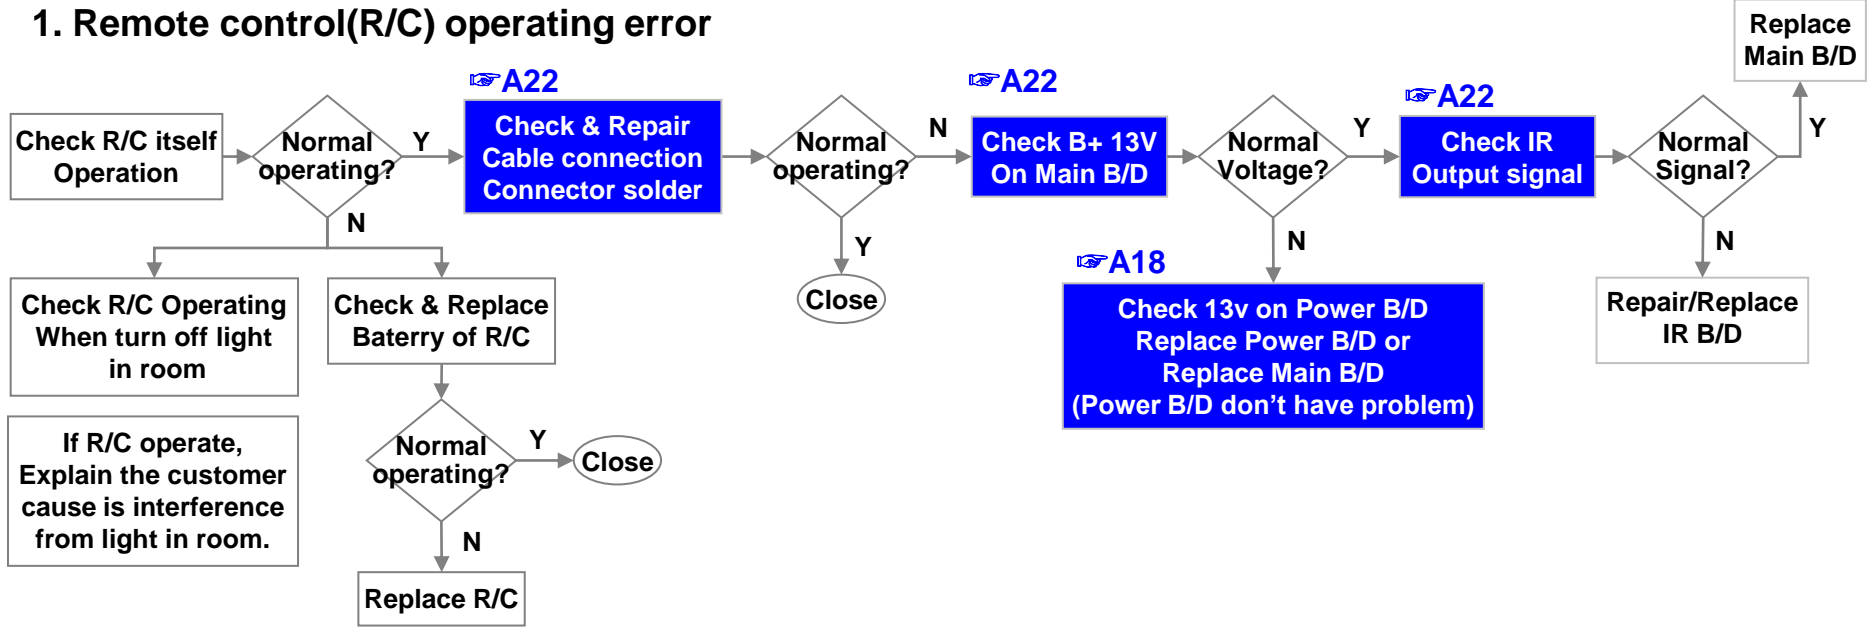 1. Remote control(R/C) operating error
Replace
Main B/D
☞A22
☞A22
☞A22
Check R/C itself
Operation
Normal
operating?
Y
N
Check & Repair
Cable connection
Connector solder
Normal
operating?
N
Y
Close
Check B+ 13V
On Main B/D
Normal
Voltage?
Y
N
Check IR
Output signal
Normal
Signal?
Y
N
Repair/Replace
IR B/D
☞A18
Check 13v on Power B/D
Replace Power B/D or
Replace Main B/D
(Power B/D don’t have problem)
Check R/C Operating
When turn off light
in room
Check & Replace
Baterry of R/C
If R/C operate,
Explain the customer
cause is interference
from light in room.
Normal
operating?
Y
Close
N
Replace R/C